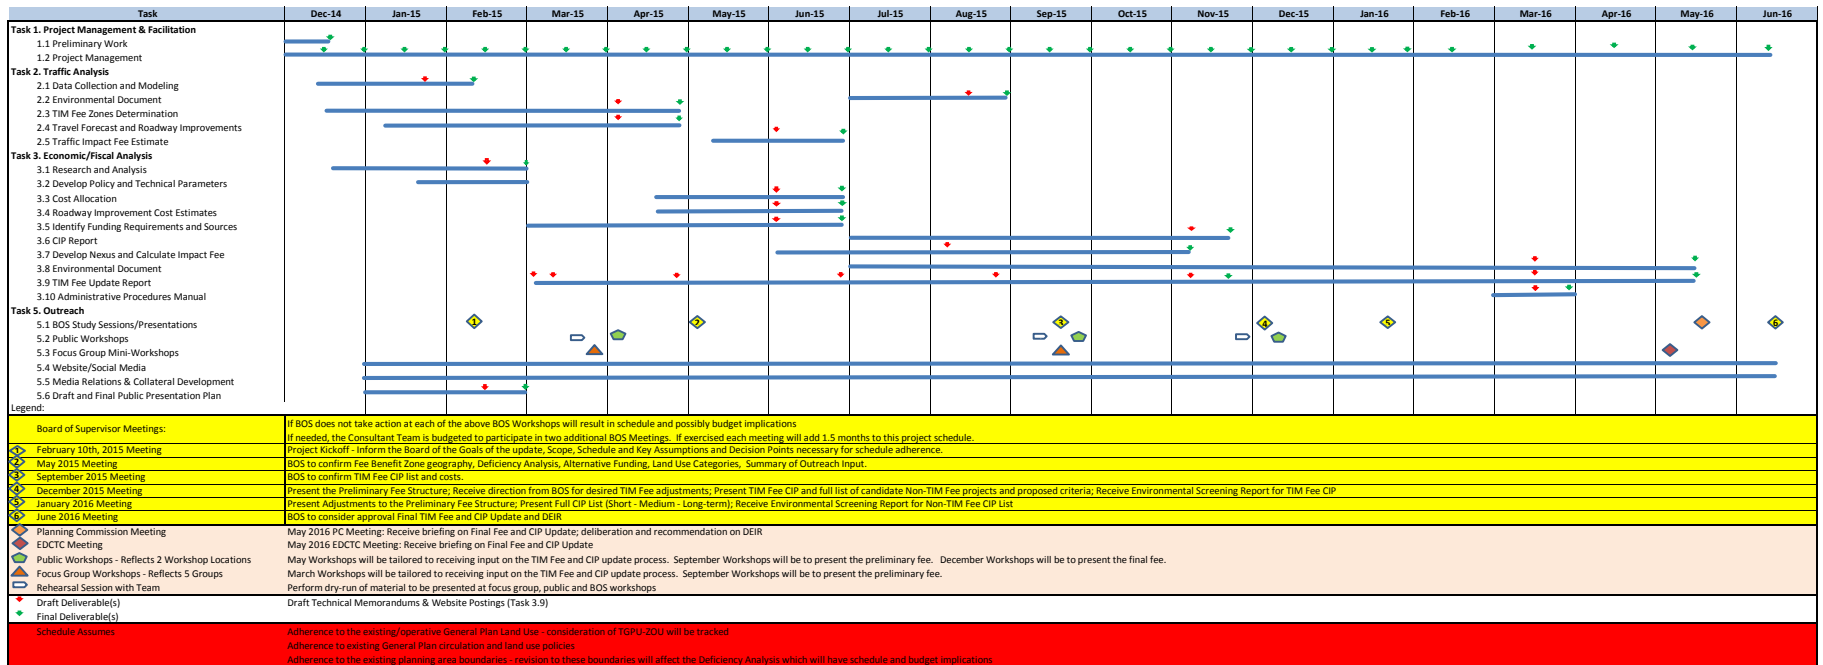 Task Dec-14 Jan-15 Feb-15 Mar-15 Apr-15 May-15 Jun-15 Jul-15 Aug-15 Sep-15 Oct-15 Nov-15 Dec-15 Jan-16 Feb-16 Mar-16 Apr-16 May-16 Jun-16
Task 1. Project Management & Facilitation
1.1 Preliminary Work
1.2 Project Management
Task 2. Traffic Analysis
2.1 Data Collection and Modeling
2.2 Environmental Document
2.3 TIM Fee Zones Determination
2.4 Travel Forecast and Roadway Improvements
2.5 Traffic Impact Fee Estimate
Task 3. Economic/Fiscal Analysis
3.1 Research and Analysis
3.2 Develop Policy and Technical Parameters
3.3 Cost Allocation
3.4 Roadway Improvement Cost Estimates
3.5 Identify Funding Requirements and Sources
3.6 CIP Report
3.7 Develop Nexus and Calculate Impact Fee
3.8 Environmental Document
3.9 TIM Fee Update Report
3.10 Administrative Procedures Manual
Task 5. Outreach
5.1 BOS Study Sessions/Presentations 1 2 3 4 5 6
5.2 Public Workshops
5.3 Focus Group Mini-Workshops
5.4 Website/Social Media
5.5 Media Relations & Collateral Development
5.6 Draft and Final Public Presentation Plan
Legend:
Board of Supervisor Meetings: If BOS does not take action at each of the above BOS Workshops will result in schedule and possibly budget implications
If needed, the Consultant Team is budgeted to participate in two additional BOS Meetings. If exercised each meeting will add 1.5 months to this project schedule.
1 February 10th, 2015 Meeting Project Kickoff - Inform the Board of the Goals of the update, Scope, Schedule and Key Assumptions and Decision Points necessary for schedule adherence.
2 May 2015 Meeting BOS to confirm Fee Benefit Zone geography, Deficiency Analysis, Alternative Funding, Land Use Categories, Summary of Outreach Input.
3 September 2015 Meeting BOS to confirm TIM Fee CIP list and costs.
4 December 2015 Meeting Present the Preliminary Fee Structure; Receive direction from BOS for desired TIM Fee adjustments; Present TIM Fee CIP and full list of candidate Non-TIM Fee projects and proposed criteria; Receive Environmental Screening Report for TIM Fee CIP
5 January 2016 Meeting Present Adjustments to the Preliminary Fee Structure; Present Full CIP List (Short - Medium - Long-term); Receive Environmental Screening Report for Non-TIM Fee CIP List
6 June 2016 Meeting BOS to consider approval Final TIM Fee and CIP Update and DEIR
Planning Commission Meeting May 2016 PC Meeting: Receive briefing on Final Fee and CIP Update; deliberation and recommendation on DEIR
EDCTC Meeting May 2016 EDCTC Meeting: Receive briefing on Final Fee and CIP Update
Public Workshops - Reflects 2 Workshop Locations May Workshops will be tailored to receiving input on the TIM Fee and CIP update process. September Workshops will be to present the preliminary fee. December Workshops will be to present the final fee.
Focus Group Workshops - Reflects 5 Groups March Workshops will be tailored to receiving input on the TIM Fee and CIP update process. September Workshops will be to present the preliminary fee.
Rehearsal Session with Team Perform dry-run of material to be presented at focus group, public and BOS workshops
Draft Deliverable(s) Draft Technical Memorandums & Website Postings (Task 3.9)
Final Deliverable(s)
Schedule Assumes Adherence to the existing/operative General Plan Land Use - consideration of TGPU-ZOU will be tracked
Adherence to existing General Plan circulation and land use policies
Adherence to the existing planning area boundaries - revision to these boundaries will affect the Deficiency Analysis which will have schedule and budget implications